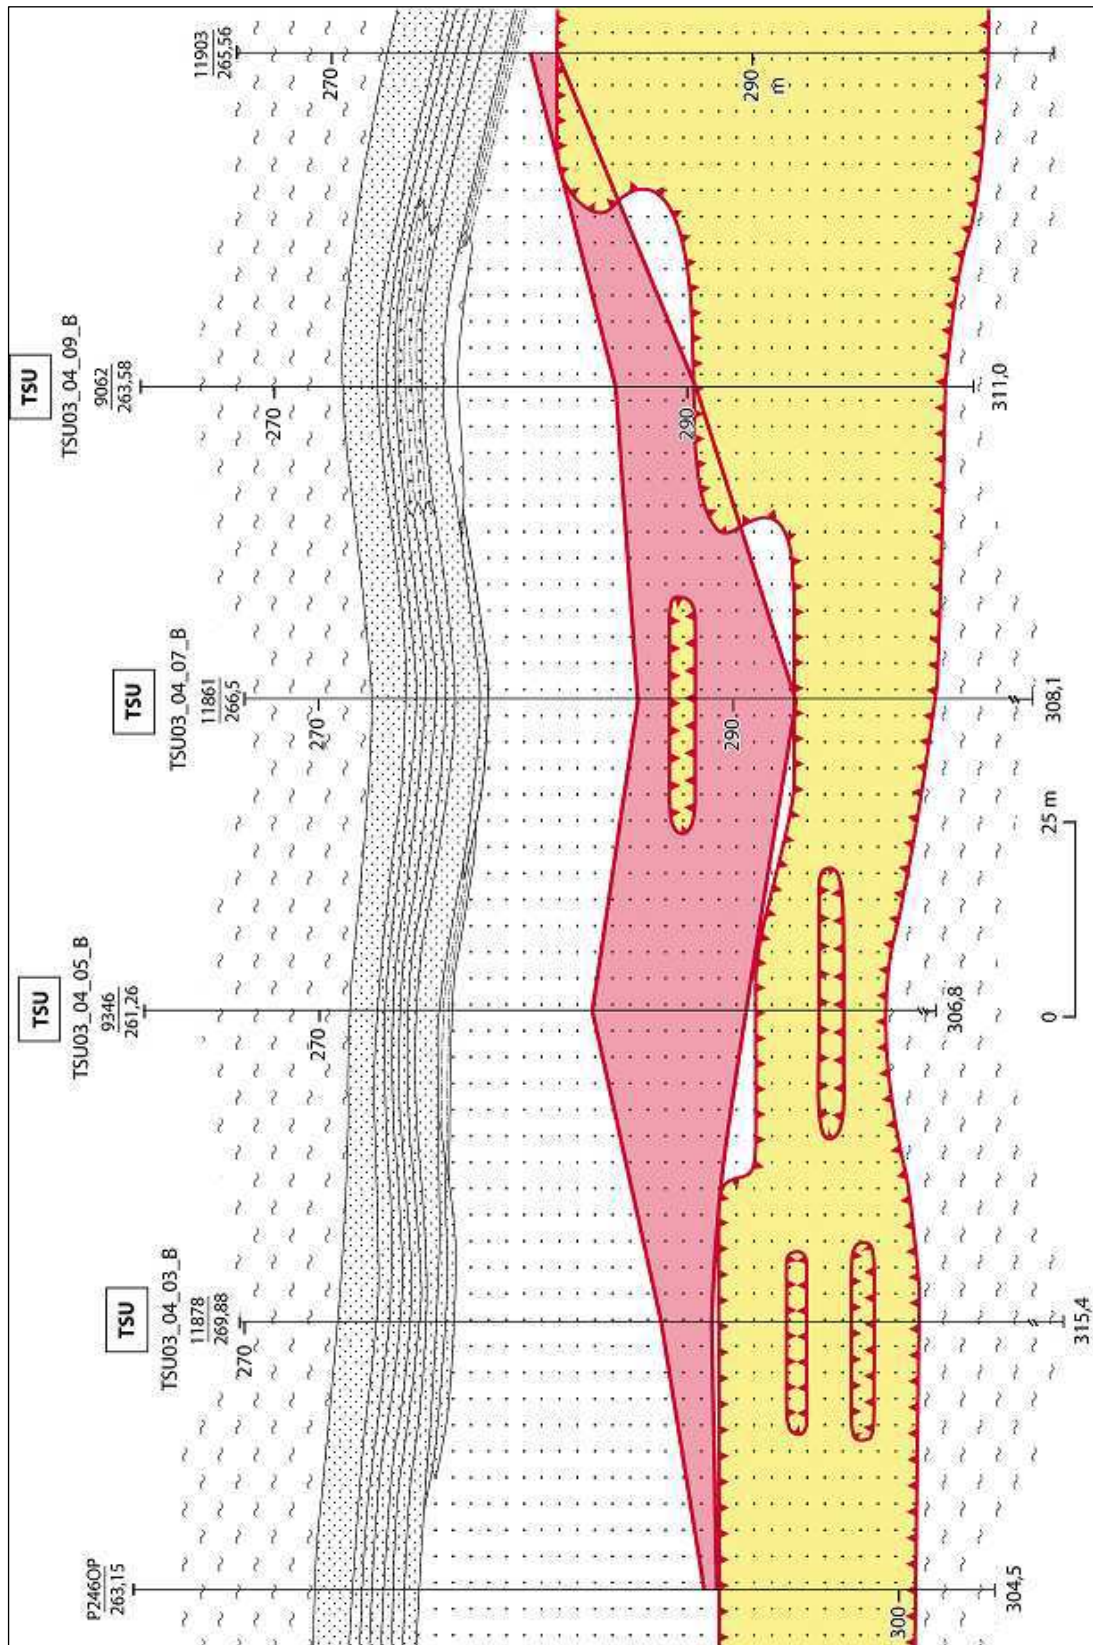 P246OP
263,15
300
304,5
TSU
TSU03_04_03_B
11878
269,88
270
315,4
TSU
TSU03_04_05_B
9346
261,26
270
306,8
0
25 m
TSU
TSU03_04_07_B
11861
266,5
270
290
308,1
TSU
TSU03_04_09_B
9062
263,58
270
290
311,0
11903
265,56
270
290
m